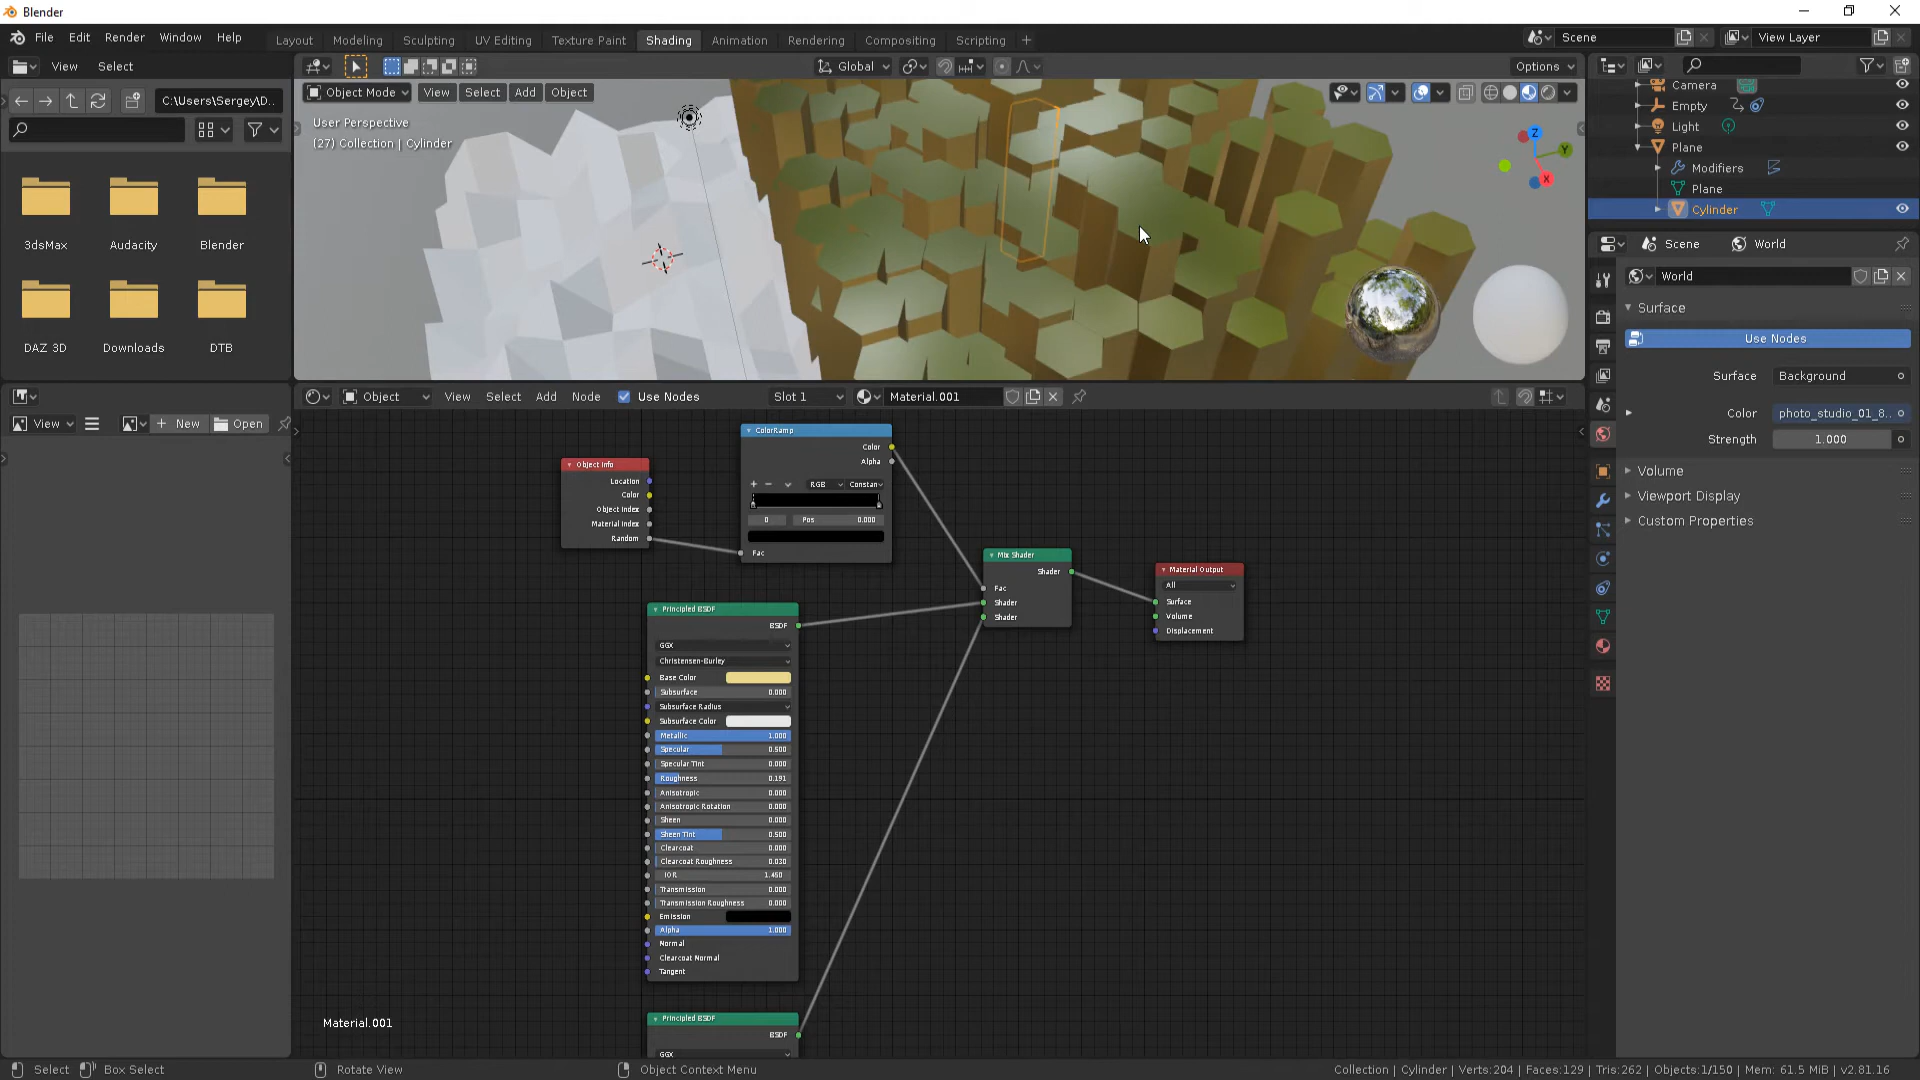 Blender
File Edit Render Window Help
Layout Modeling Sculpting UV Editing Texture Paint Shading Animation Rendering Compositing Scripting +
Scene View Layer
View Select
Global Options
C:\Users\Sergey\D..
Object Mode View Select Add Object
User Perspective
(27) Collection | Cylinder
Z
Y
X
3dsMax Audacity Blender
DAZ 3D Downloads DTB
Camera
Empty
Light
Plane
Modifiers
Plane
Cylinder
Scene World
World
Surface
Use Nodes
Surface Background
Color photo_studio_01_8..
Strength 1.000
Volume
Viewport Display
Custom Properties
View New Open
Object View Select Add Node Use Nodes Slot 1 Material.001
Object Info
Location
Color
Object Index
Material Index
Random
ColorRamp
Color
Alpha
+ − RGB Constan
0 Pos 0.000
Fac
Mix Shader
Shader
Fac
Shader
Shader
Material Output
All
Surface
Volume
Displacement
Principled BSDF
BSDF
GGX
Christensen-Burley
Base Color
Subsurface 0.000
Subsurface Radius
Subsurface Color
Metallic 1.000
Specular 0.500
Specular Tint 0.000
Roughness 0.191
Anisotropic 0.000
Anisotropic Rotation 0.000
Sheen 0.000
Sheen Tint 0.500
Clearcoat 0.000
Clearcoat Roughness 0.030
IOR 1.450
Transmission 0.000
Transmission Roughness 0.000
Emission
Alpha 1.000
Normal
Clearcoat Normal
Tangent
Principled BSDF
BSDF
GGX
Material.001
Select Box Select Rotate View Object Context Menu Collection | Cylinder | Verts:204 | Faces:129 | Tris:262 | Objects:1/150 | Mem: 61.5 MiB | v2.81.16